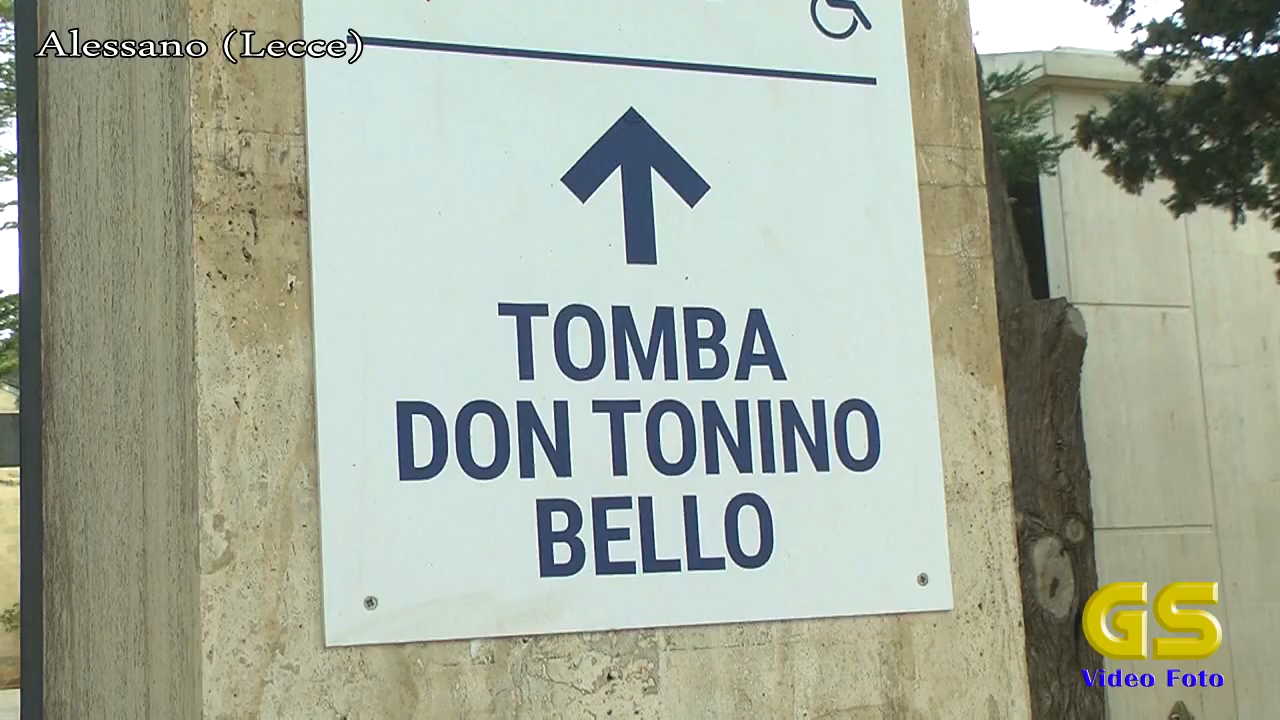 Alessano (Lecce)
TOMBA
DON TONINO
BELLO
GS
Video Foto